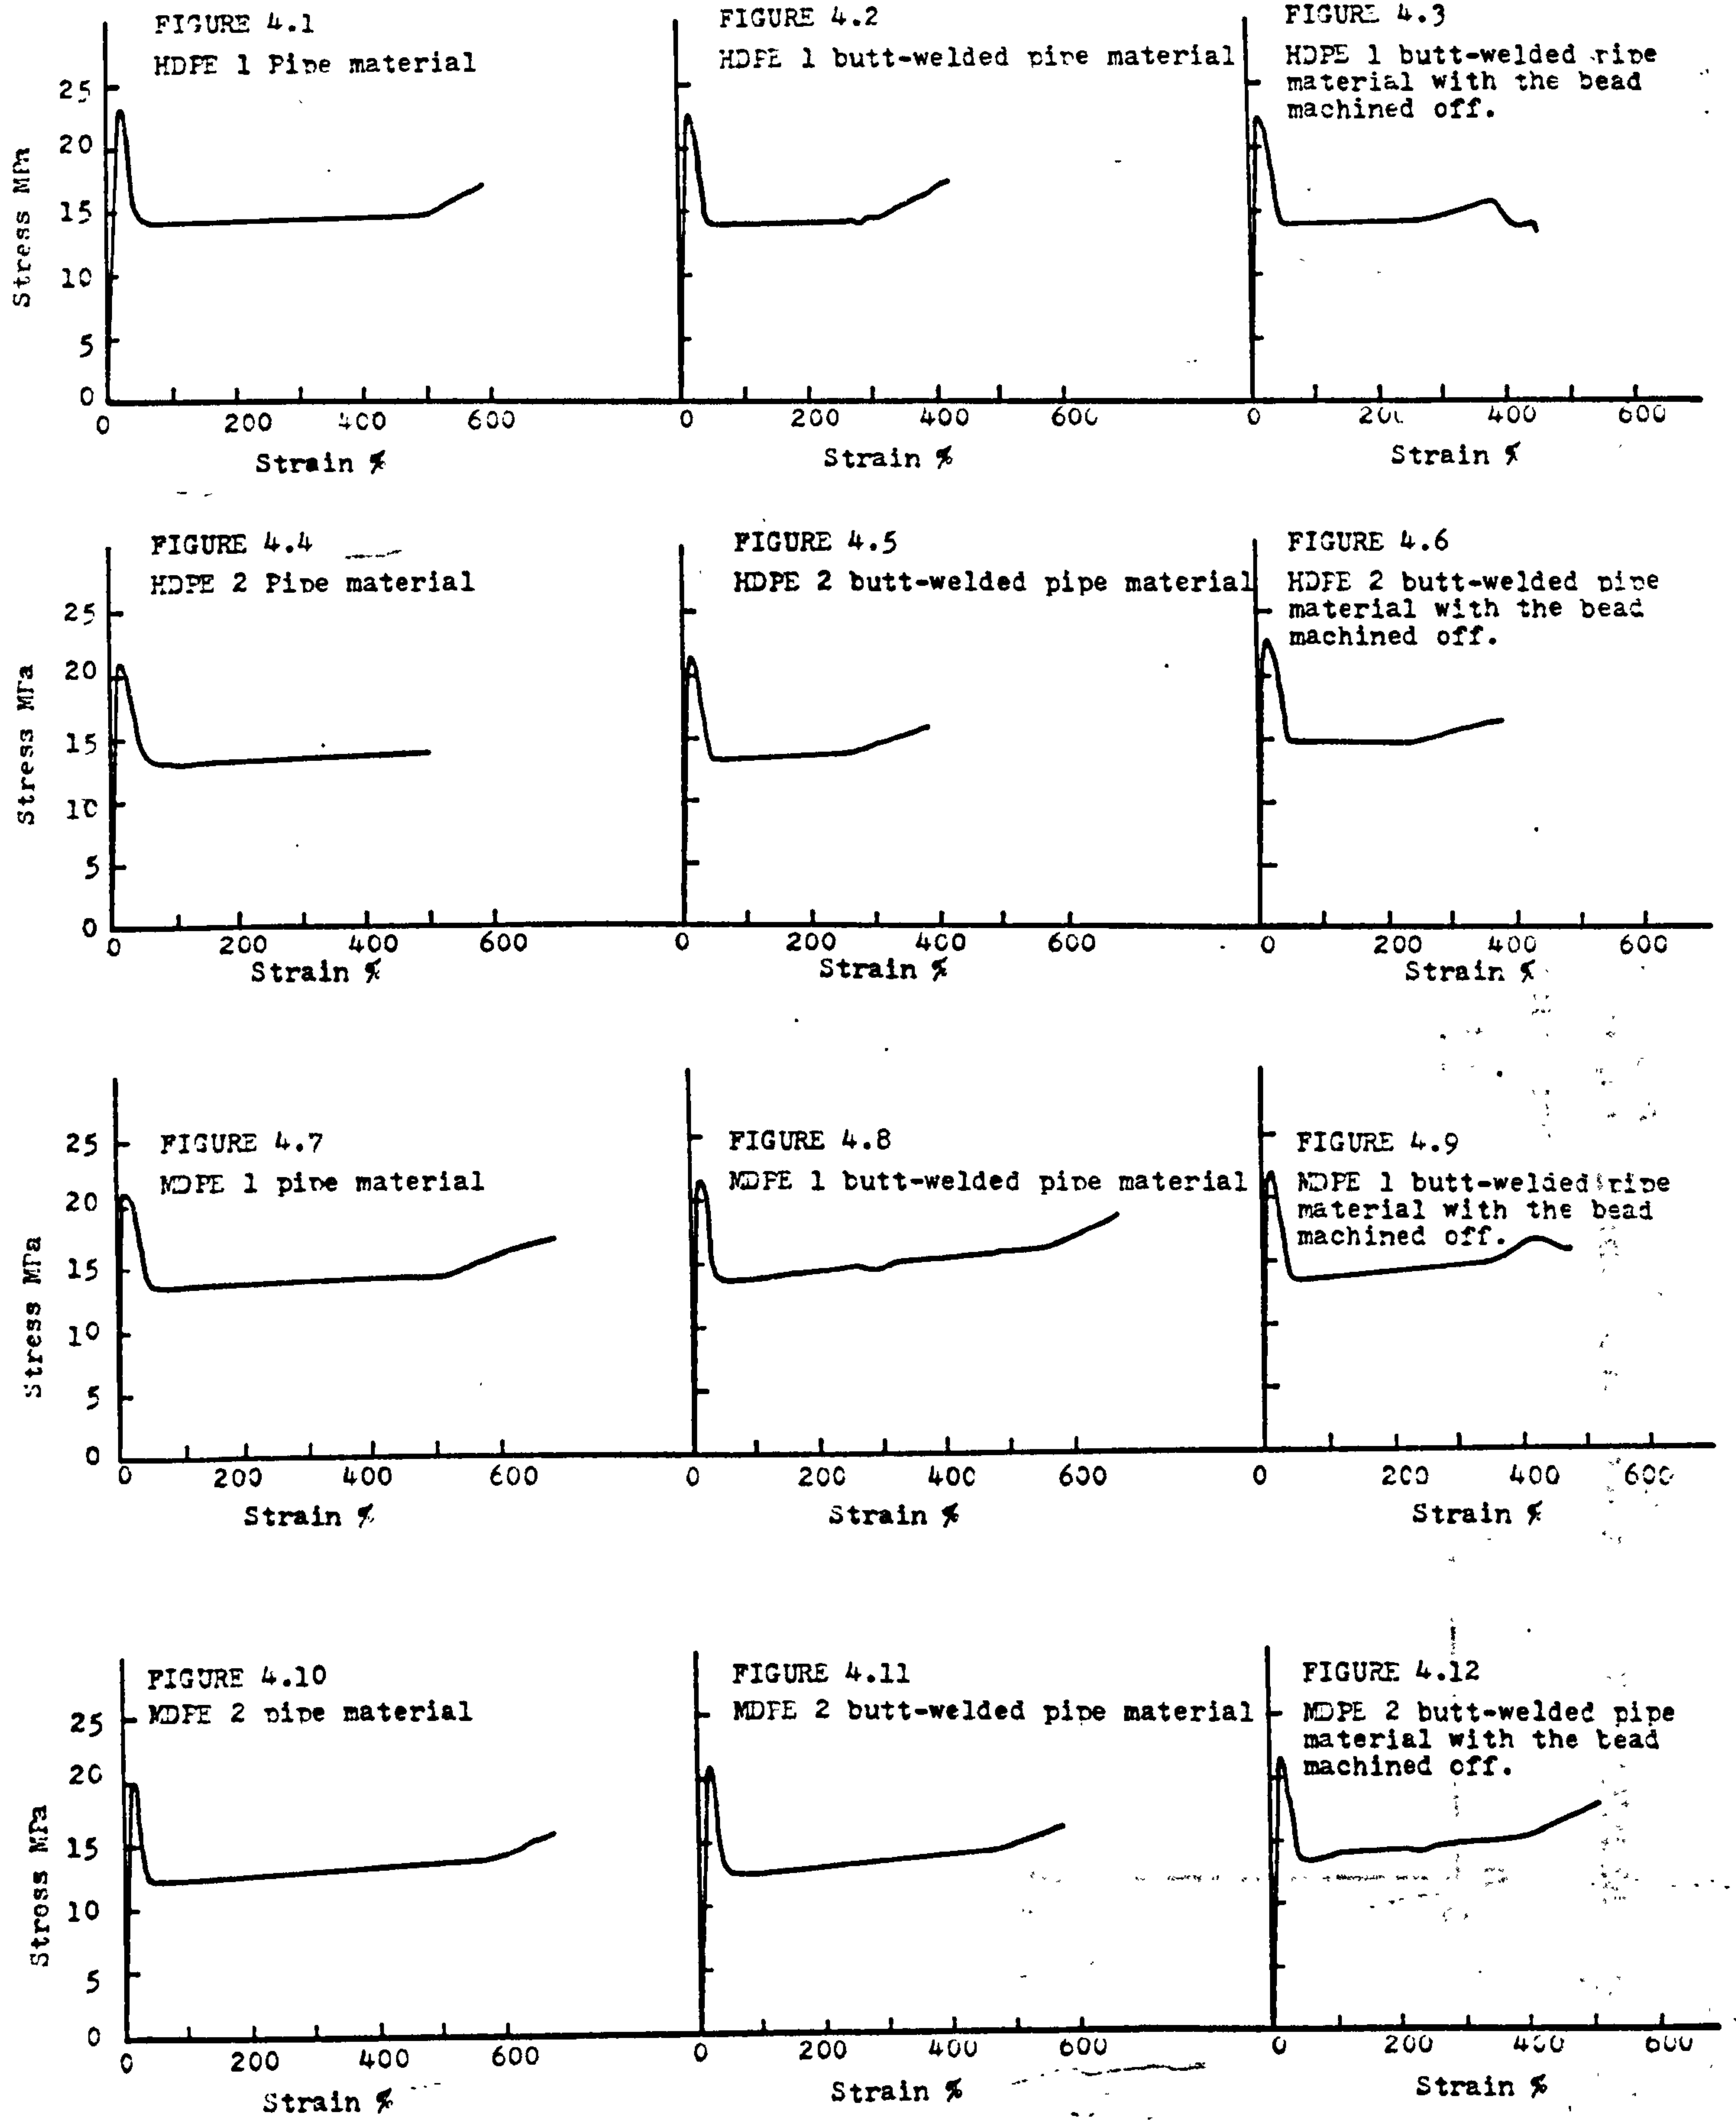 FIGURE 4.1
HDPE 1 Pipe material
25
20
15
10
5
0
Stress MPa
0 200 400 600
Strain %
FIGURE 4.2
HDPE 1 butt-welded pipe material
0 200 400 600
Strain %
FIGURE 4.3
HDPE 1 butt-welded pipe
material with the bead
machined off.
0 200 400 600
Strain %
FIGURE 4.4
HDPE 2 Pipe material
25
20
15
10
5
0
Stress MPa
0 200 400 600
Strain %
FIGURE 4.5
HDPE 2 butt-welded pipe material
0 200 400 600
Strain %
FIGURE 4.6
HDPE 2 butt-welded pipe
material with the bead
machined off.
0 200 400 600
Strain %
FIGURE 4.7
MDPE 1 pipe material
25
20
15
10
5
0
Stress MPa
0 200 400 600
Strain %
FIGURE 4.8
MDPE 1 butt-welded pipe material
0 200 400 600
Strain %
FIGURE 4.9
MDPE 1 butt-welded pipe
material with the bead
machined off.
0 200 400 600
Strain %
FIGURE 4.10
MDPE 2 pipe material
25
20
15
10
5
0
Stress MPa
0 200 400 600
Strain %
FIGURE 4.11
MDPE 2 butt-welded pipe material
0 200 400 600
Strain %
FIGURE 4.12
MDPE 2 butt-welded pipe
material with the bead
machined off.
0 200 400 600
Strain %